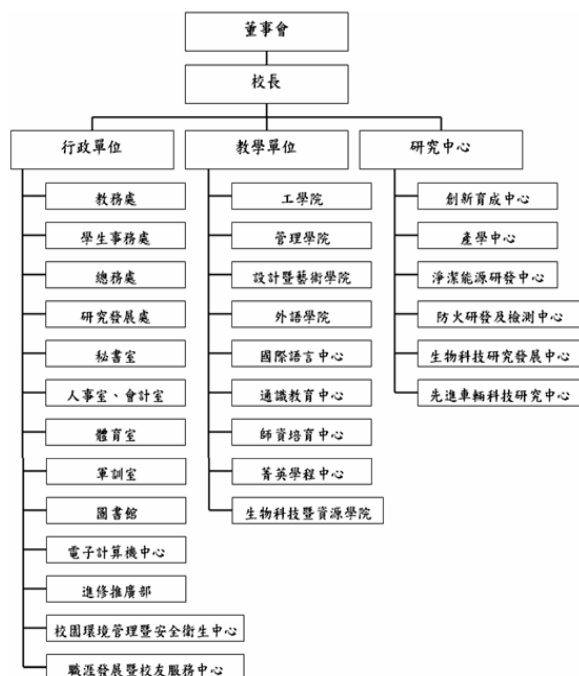 董事會
校長
行政單位
教學單位
研究中心
教務處
學生事務處
總務處
研究發展處
秘書室
人事室、會計室
體育室
軍訓室
圖書館
電子計算機中心
進修推廣部
校園環境管理暨安全衛生中心
職涯發展暨校友服務中心
工學院
管理學院
設計暨藝術學院
外語學院
國際語言中心
通識教育中心
師資培育中心
菁英學程中心
生物科技暨資源學院
創新育成中心
產學中心
淨潔能源研發中心
防火研發及檢測中心
生物科技研究發展中心
先進車輛科技研究中心